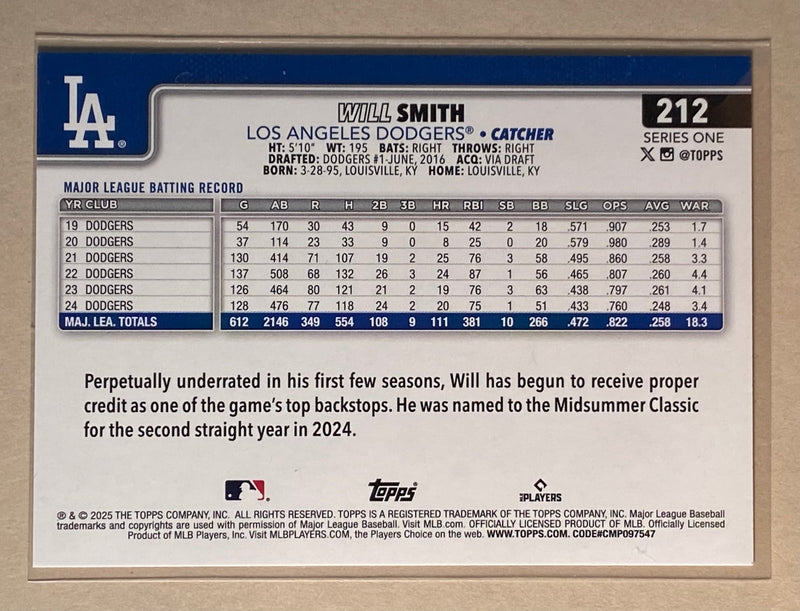 LA®
WILL SMITH
212
LOS ANGELES DODGERS® • CATCHER
SERIES ONE
HT: 5'10" WT: 195 BATS: RIGHT THROWS: RIGHT
@TOPPS
DRAFTED: DODGERS #1-JUNE, 2016 ACQ: VIA DRAFT
BORN: 3-28-95, LOUISVILLE, KY HOME: LOUISVILLE, KY
MAJOR LEAGUE BATTING RECORD
YR CLUB G AB R H 2B 3B HR RBI SB BB SLG OPS AVG WAR
19 DODGERS 54 170 30 43 9 0 15 42 2 18 .571 .907 .253 1.7
20 DODGERS 37 114 23 33 9 0 8 25 0 20 .579 .980 .289 1.4
21 DODGERS 130 414 71 107 19 2 25 76 3 58 .495 .860 .258 3.3
22 DODGERS 137 508 68 132 26 3 24 87 1 56 .465 .807 .260 4.4
23 DODGERS 126 464 80 121 21 2 19 76 3 63 .438 .797 .261 4.1
24 DODGERS 128 476 77 118 24 2 20 75 1 51 .433 .760 .248 3.4
MAJ. LEA. TOTALS 612 2146 349 554 108 9 111 381 10 266 .472 .822 .258 18.3
Perpetually underrated in his first few seasons, Will has begun to receive proper
credit as one of the game's top backstops. He was named to the Midsummer Classic
for the second straight year in 2024.
Topps
MLB PLAYERS
® & © 2025 THE TOPPS COMPANY, INC. ALL RIGHTS RESERVED. TOPPS IS A REGISTERED TRADEMARK OF THE TOPPS COMPANY, INC. Major League Baseball
trademarks and copyrights are used with permission of Major League Baseball. Visit MLB.com. OFFICIALLY LICENSED PRODUCT OF MLB. Officially Licensed
Product of MLB Players, Inc. Visit MLBPLAYERS.COM, the Players Choice on the web. WWW.TOPPS.COM. CODE#CMP097547